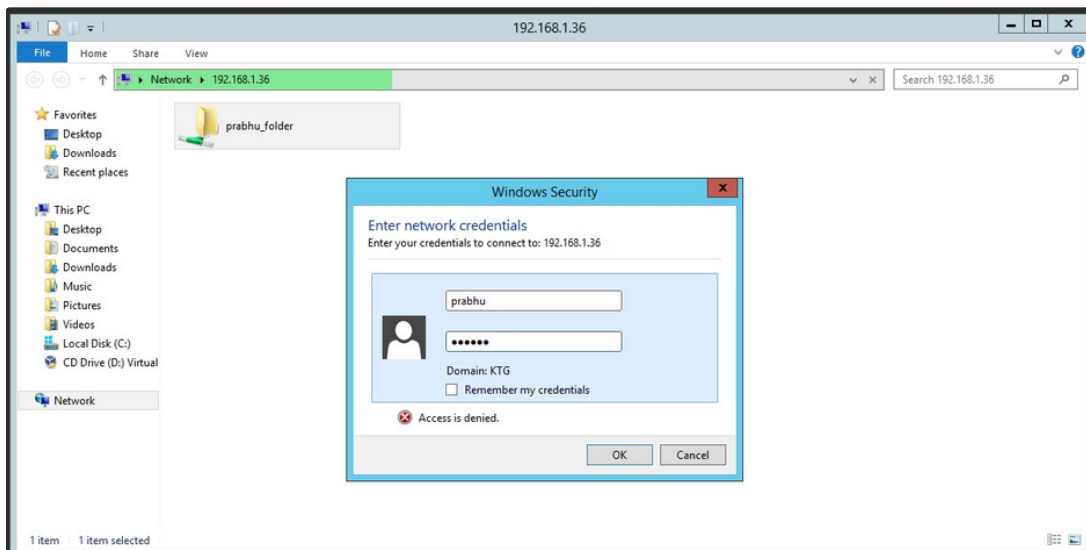 192.168.1.36
File Home Share View
Network 192.168.1.36
Search 192.168.1.36
Favorites
Desktop
Downloads
Recent places
This PC
Desktop
Documents
Downloads
Music
Pictures
Videos
Local Disk (C:)
CD Drive (D:) Virtual
Network
prabhu_folder
Windows Security
X
Enter network credentials
Enter your credentials to connect to: 192.168.1.36
prabhu
••••••
Domain: KTG
Remember my credentials
Access is denied.
OK Cancel
1 item 1 item selected